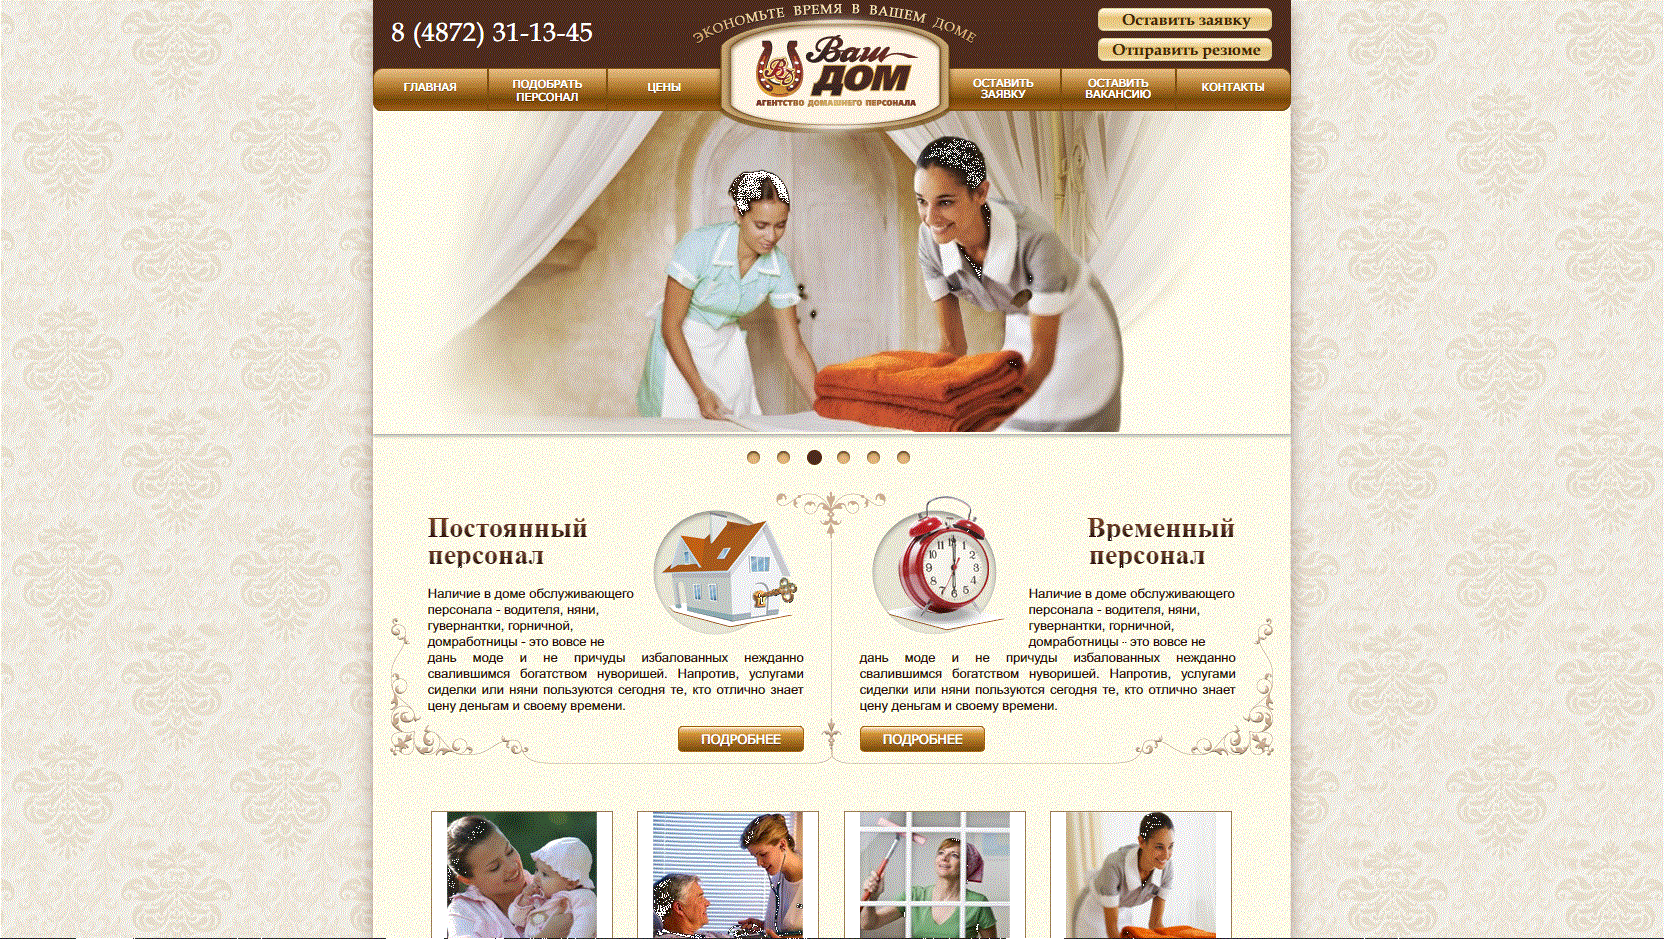 8 (4872) 31-13-45
ЭКОНОМЬТЕ ВРЕМЯ В ВАШЕМ ДОМЕ
Оставить заявку
Отправить резюме
Ваш
ДОМ
АГЕНТСТВО ДОМАШНЕГО ПЕРСОНАЛА
ГЛАВНАЯ
ПОДОБРАТЬ
ПЕРСОНАЛ
ЦЕНЫ
ОСТАВИТЬ
ЗАЯВКУ
ОСТАВИТЬ
ВАКАНСИЮ
КОНТАКТЫ
Постоянный
персонал
Наличие в доме обслуживающего
персонала - водителя, няни,
гувернантки, горничной,
домработницы - это вовсе не
дань моде и не причуды избалованных нежданно
свалившимся богатством нуворишей. Напротив, услугами
сиделки или няни пользуются сегодня те, кто отлично знает
цену деньгам и своему времени.
ПОДРОБНЕЕ
Временный
персонал
Наличие в доме обслуживающего
персонала - водителя, няни,
гувернантки, горничной,
домработницы - это вовсе не
дань моде и не причуды избалованных нежданно
свалившимся богатством нуворишей. Напротив, услугами
сиделки или няни пользуются сегодня те, кто отлично знает
цену деньгам и своему времени.
ПОДРОБНЕЕ